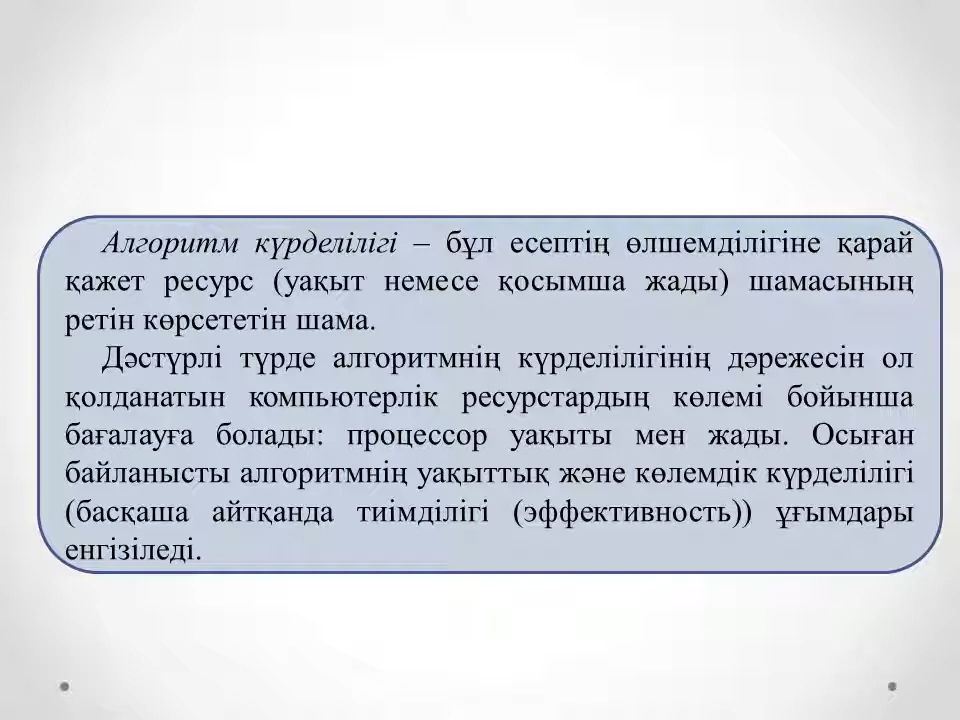 Алгоритм күрделілігі – бұл есептің өлшемділігіне қарай
қажет ресурс (уақыт немесе қосымша жады) шамасының
ретін көрсететін шама.
Дәстүрлі түрде алгоритмнің күрделілігінің дәрежесін ол
қолданатын компьютерлік ресурстардың көлемі бойынша
бағалауға болады: процессор уақыты мен жады. Осыған
байланысты алгоритмнің уақыттық және көлемдік күрделілігі
(басқаша айтқанда тиімділігі (эффективность)) ұғымдары
енгізіледі.